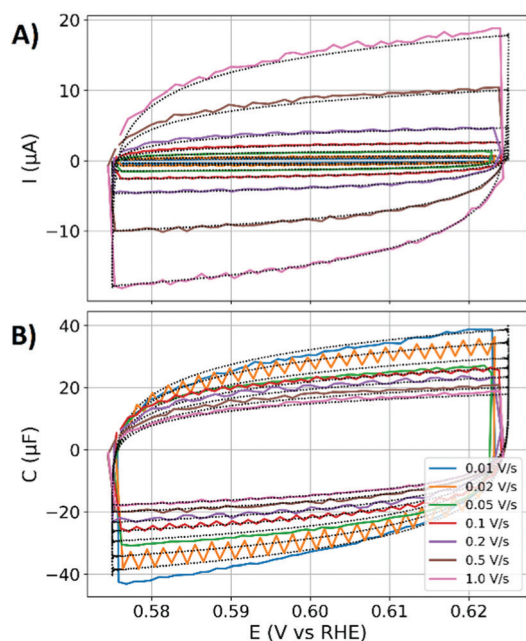 A)
20
10
0
−10
I (μA)
B)
40
20
0
−20
−40
C (μF)
0.01 V/s
0.02 V/s
0.05 V/s
0.1 V/s
0.2 V/s
0.5 V/s
1.0 V/s
0.58 0.59 0.60 0.61 0.62
E (V vs RHE)